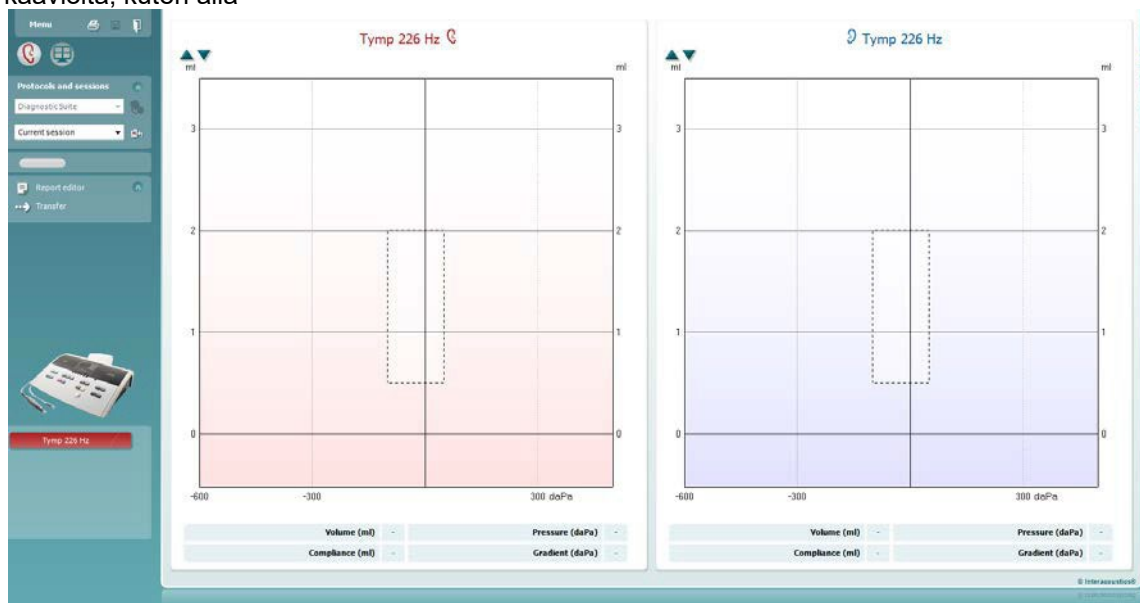 kaavioita, kuten alla
Menu
Protocols and sessions
Diagnostic Suite
Current session
Report editor
Transfer
Tymp 226 Hz
Tymp 226 Hz
ml
ml
3
3
2
2
1
1
0
0
-600
-300
300 daPa
Volume (ml) -
Pressure (daPa) -
Compliance (ml) -
Gradient (daPa) -
Tymp 226 Hz
ml
ml
3
3
2
2
1
1
0
0
-600
-300
300 daPa
Volume (ml) -
Pressure (daPa) -
Compliance (ml) -
Gradient (daPa) -
© Interacoustics®